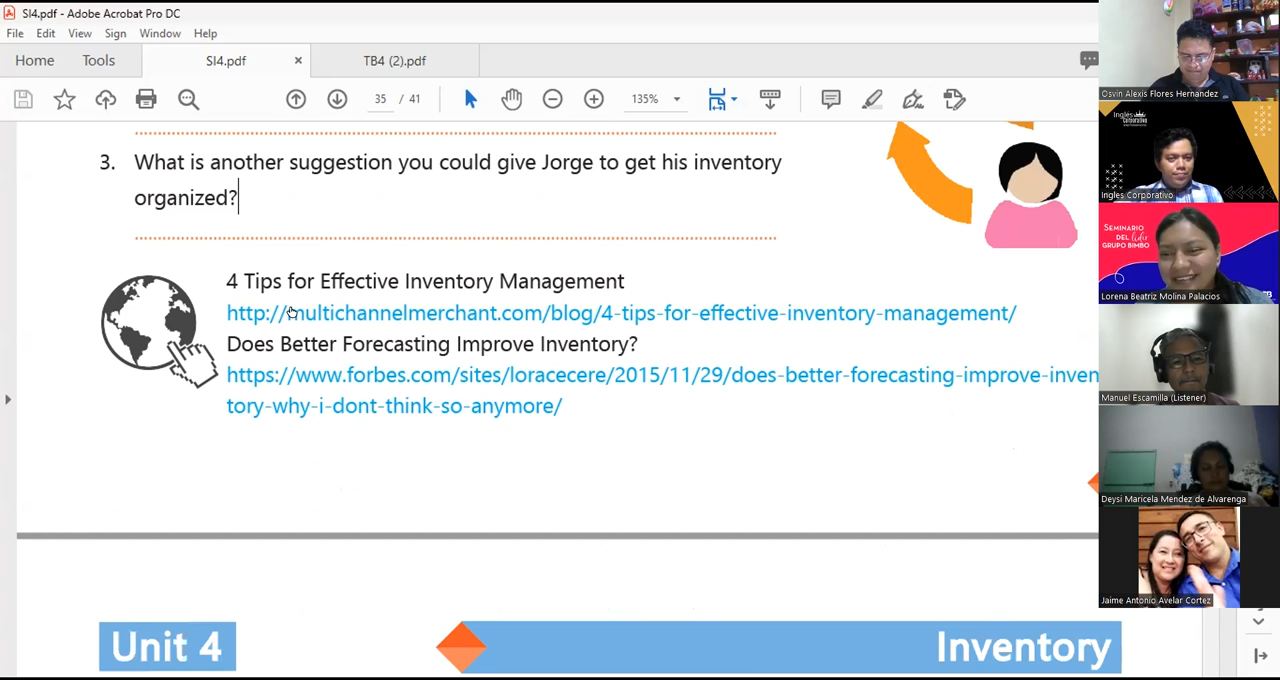 SI4.pdf - Adobe Acrobat Pro DC
File Edit View Sign Window Help
Home Tools SI4.pdf × TB4 (2).pdf
35 / 41 135%
3. What is another suggestion you could give Jorge to get his inventory
organized?
4 Tips for Effective Inventory Management
http://multichannelmerchant.com/blog/4-tips-for-effective-inventory-management/
Does Better Forecasting Improve Inventory?
https://www.forbes.com/sites/loracecere/2015/11/29/does-better-forecasting-improve-inven
tory-why-i-dont-think-so-anymore/
Unit 4 Inventory
Osvin Alexis Flores Hernandez
Inglés
Corporativo
Ingles Corporativo
SEMINARIO
DEL líder
GRUPO BIMBO
Lorena Beatriz Molina Palacios
Manuel Escamilla (Listener)
Deysi Maricela Mendez de Alvarenga
Jaime Antonio Avelar Cortez